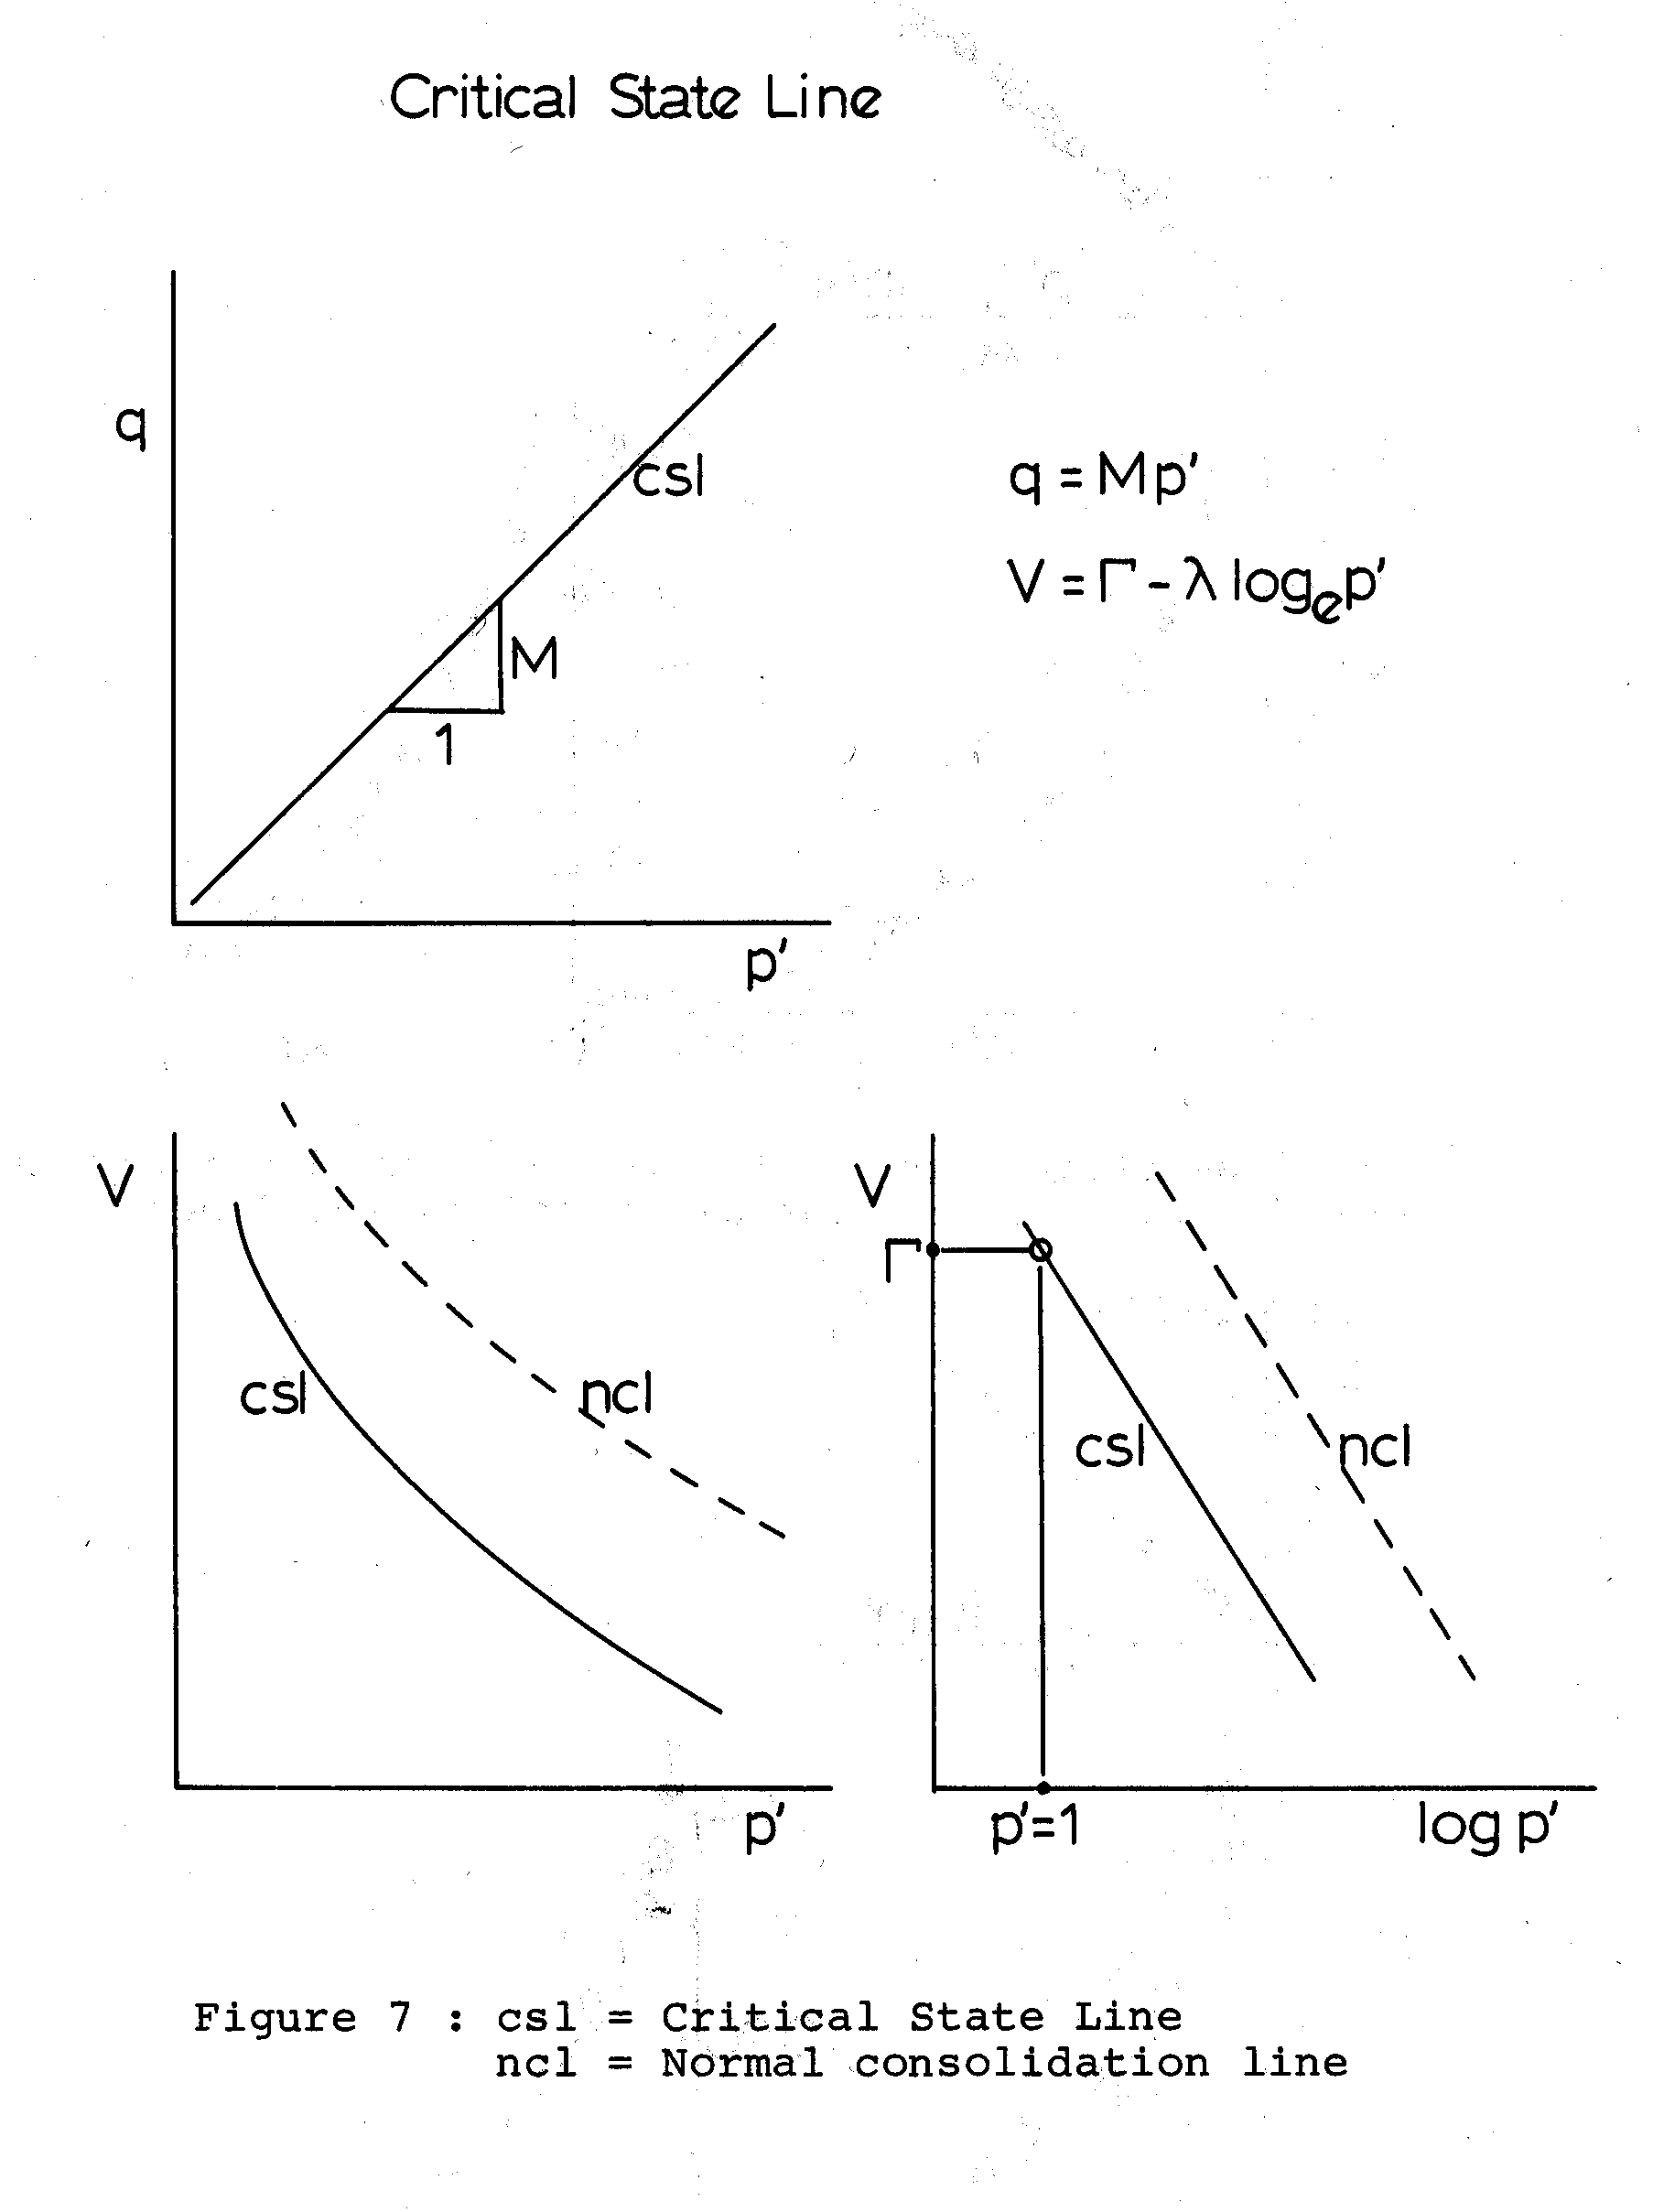 Critical State Line
q
csl
q = Mp'
V = Γ - λ logₑp'
M
1
p'
V
csl
ncl
p'
V
Γ
csl
ncl
p'=1
log p'
Figure 7 : csl = Critical State Line
ncl = Normal consolidation line